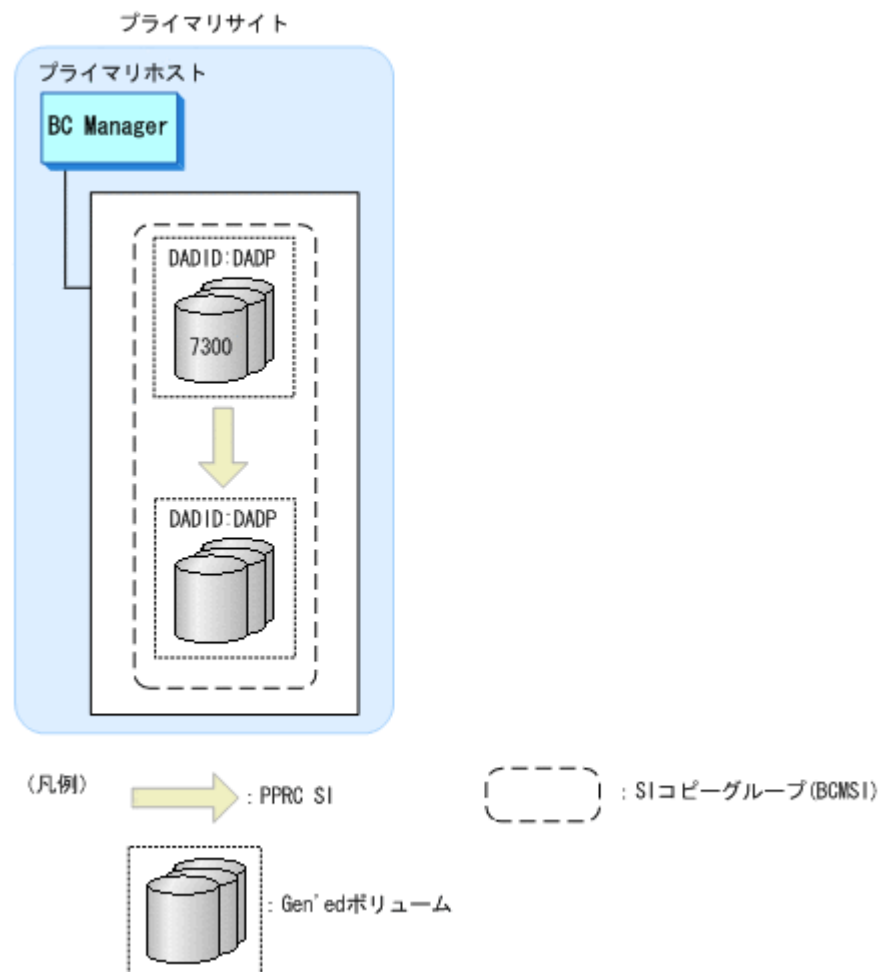 プライマリサイト
プライマリホスト
BC Manager
DADID:DADP
7300
DADID:DADP
(凡例)
: PPRC SI
: SIコピーグループ(BCMSI)
: Gen'edボリューム